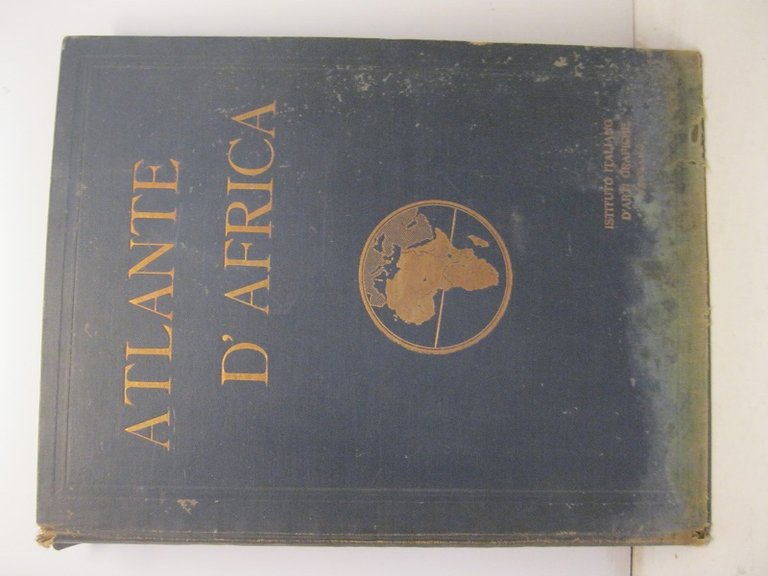 ATLANTE
D'AFRICA
ISTITUTO ITALIANO
D'ARTI GRAFICHE